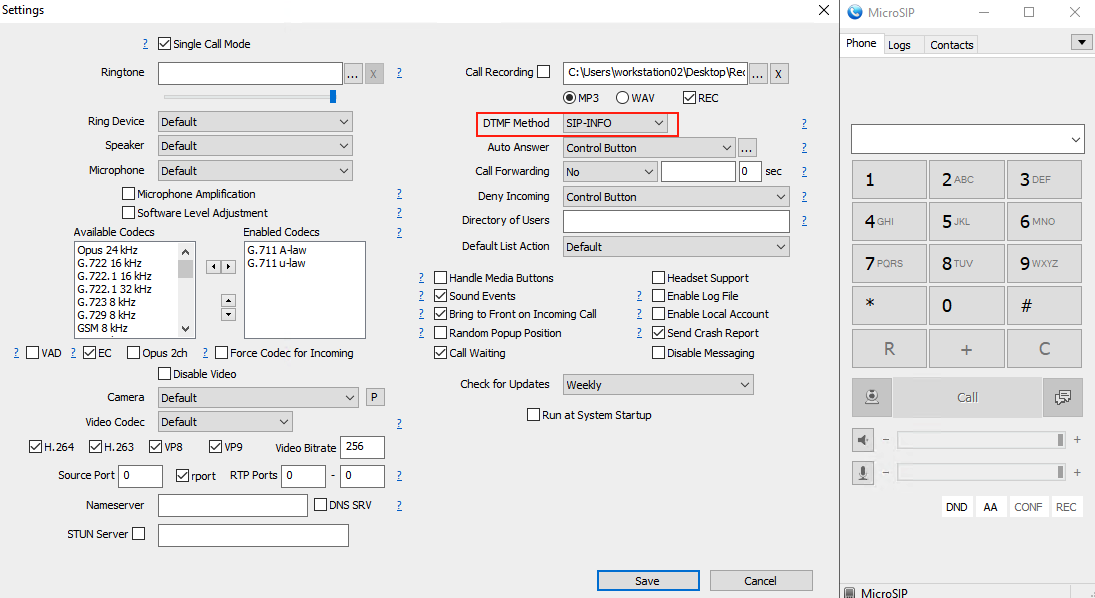 Settings
? Single Call Mode
Ringtone ... X ?
Ring Device Default
Speaker Default
Microphone Default
Microphone Amplification ?
Software Level Adjustment ?
Available Codecs Enabled Codecs ?
Opus 24 kHz
G.722 16 kHz
G.722.1 16 kHz
G.722.1 32 kHz
G.723 8 kHz
G.729 8 kHz
GSM 8 kHz
G.711 A-law
G.711 u-law
? VAD ? EC Opus 2ch ? Force Codec for Incoming
Disable Video
Camera Default P
Video Codec Default ?
H.264 H.263 VP8 VP9 Video Bitrate 256
Source Port 0 rport RTP Ports 0 - 0 ?
Nameserver DNS SRV ?
STUN Server
Call Recording C:\Users\workstation02\Desktop\Rec ... X
MP3 WAV REC
DTMF Method SIP-INFO ?
Auto Answer Control Button ... ?
Call Forwarding No 0 sec ?
Deny Incoming Control Button ?
Directory of Users ?
Default List Action Default
? Handle Media Buttons Headset Support
? Sound Events ? Enable Log File
? Bring to Front on Incoming Call ? Enable Local Account
? Random Popup Position ? Send Crash Report
Call Waiting Disable Messaging
Check for Updates Weekly
Run at System Startup
Save Cancel
MicroSIP
Phone Logs Contacts
1 2 ABC 3 DEF
4 GHI 5 JKL 6 MNO
7 PQRS 8 TUV 9 WXYZ
* 0 #
R + C
Call
- +
- +
DND AA CONF REC
MicroSIP